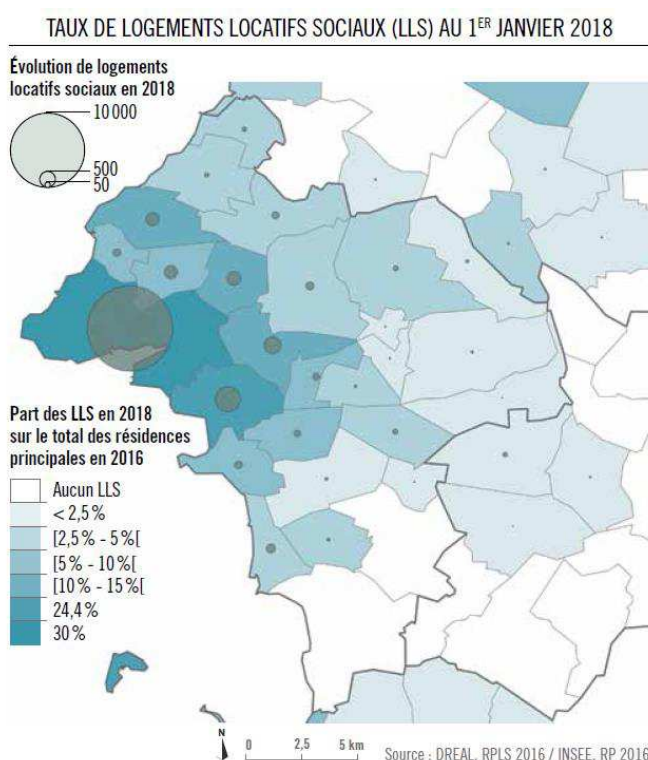 TAUX DE LOGEMENTS LOCATIFS SOCIAUX (LLS) AU 1ER JANVIER 2018
Évolution de logements
locatifs sociaux en 2018
10 000
500
50
Part des LLS en 2018
sur le total des résidences
principales en 2016
Aucun LLS
< 2,5 %
[2,5 % - 5 %[
[5 % - 10 %[
[10 % - 15 %[
24,4 %
30 %
N
0 2,5 5 km
Source : DREAL, RPLS 2016 / INSEE, RP 2016